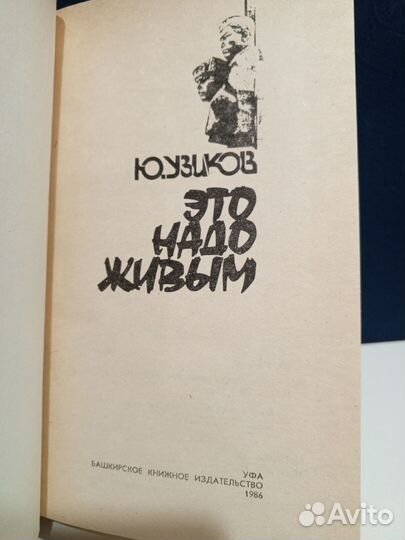 Ю.УЗИКОВ
ЭТО
НАДО
ЖИВЫМ
УФА
БАШКИРСКОЕ КНИЖНОЕ ИЗДАТЕЛЬСТВО
1986
Avito